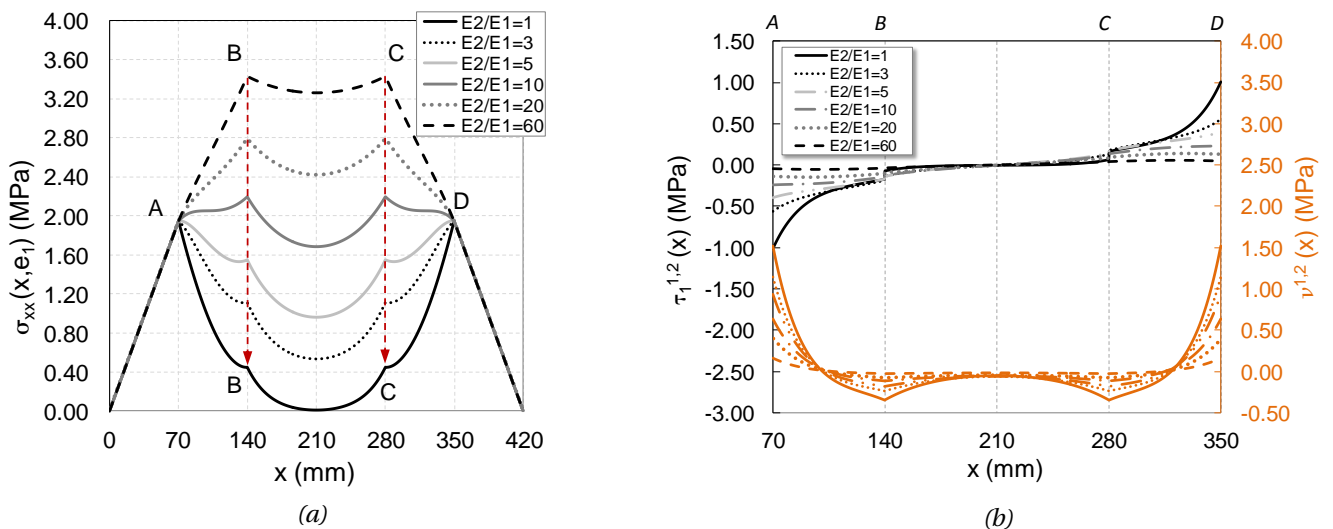 4.00
3.60
3.20
2.80
2.40
2.00
1.60
1.20
0.80
0.40
0.00
σxx(x,e1) (MPa)
E2/E1=1
E2/E1=3
E2/E1=5
E2/E1=10
E2/E1=20
E2/E1=60
B
C
A
D
B
C
0
70
140
210
280
350
420
x (mm)
(a)
A
B
C
D
1.50
1.00
0.50
0.00
-0.50
-1.00
-1.50
-2.00
-2.50
-3.00
τ1^1,2 (x) (MPa)
E2/E1=1
E2/E1=3
E2/E1=5
E2/E1=10
E2/E1=20
E2/E1=60
4.00
3.50
3.00
2.50
2.00
1.50
1.00
0.50
0.00
-0.50
ν^1,2 (x) (MPa)
70
140
210
280
350
x (mm)
(b)